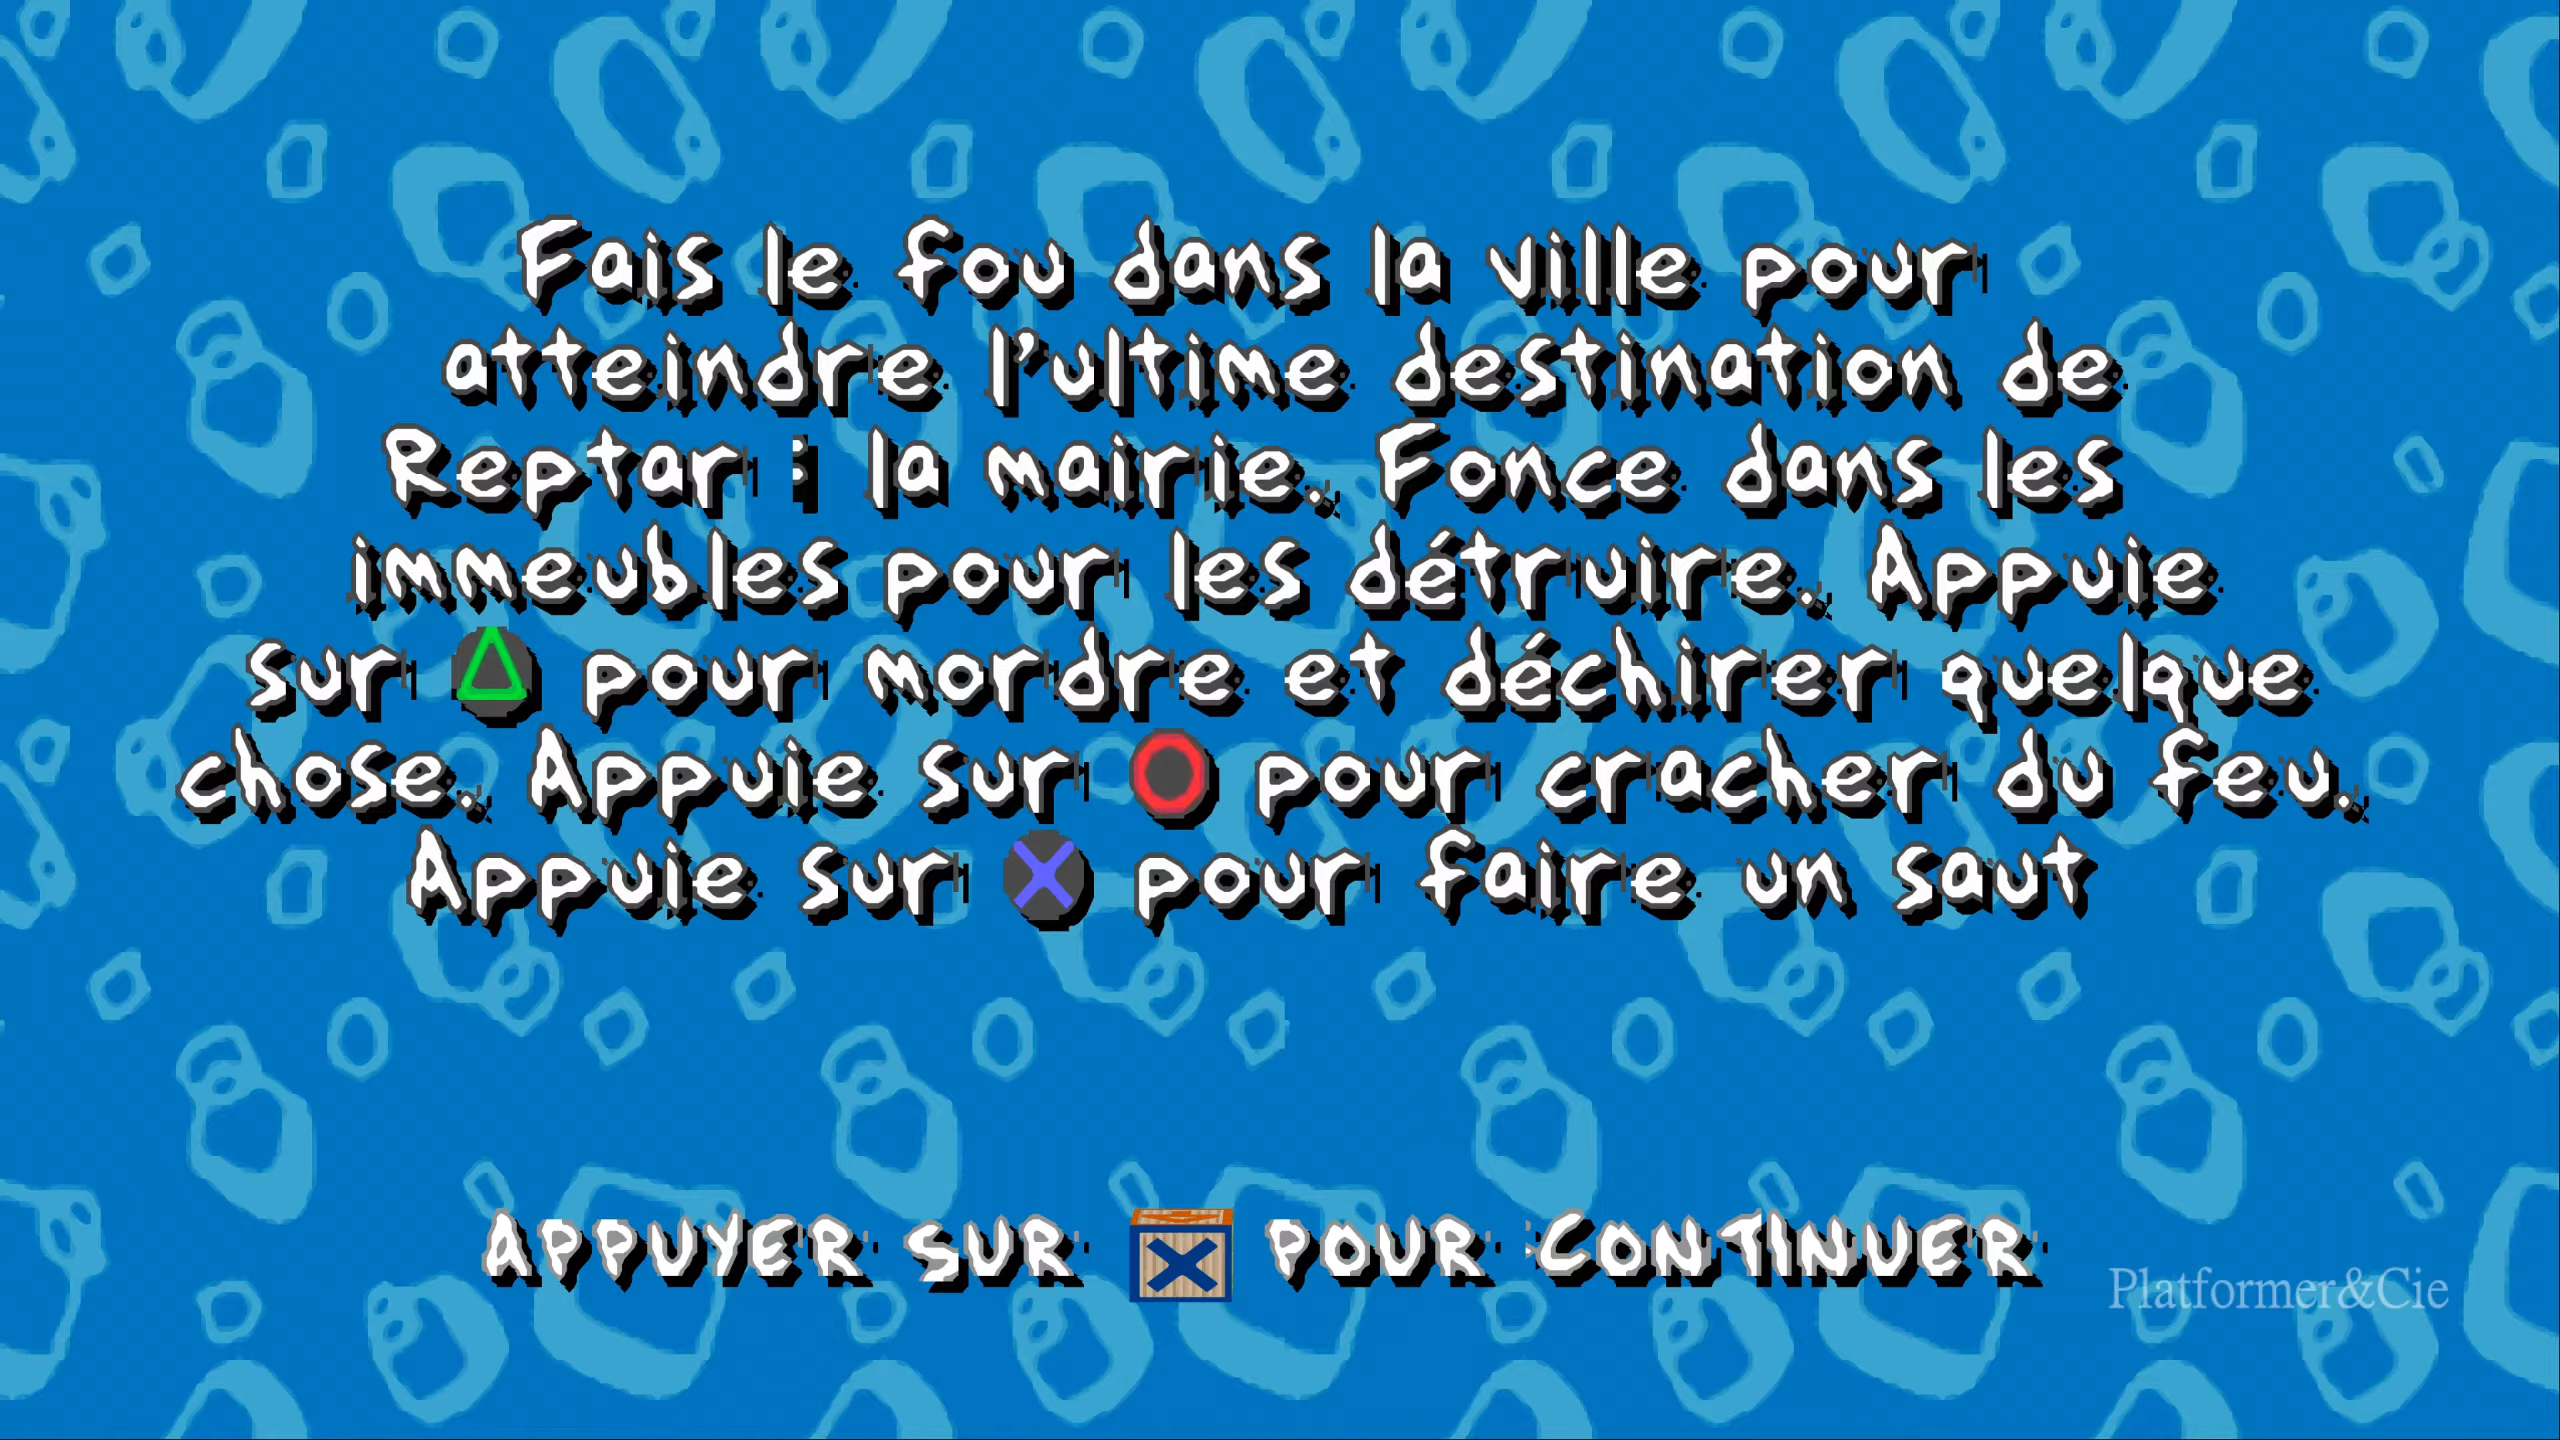 Fais le fou dans la ville pour
atteindre l'ultime destination de
Reptar : la mairie. Fonce dans les
immeubles pour les détruire. Appuie
sur △ pour mordre et déchirer quelque
chose. Appuie sur ○ pour cracher du feu.
Appuie sur ✕ pour faire un saut
APPUYER SUR ✕ POUR CONTINUER
Platformer&Cie